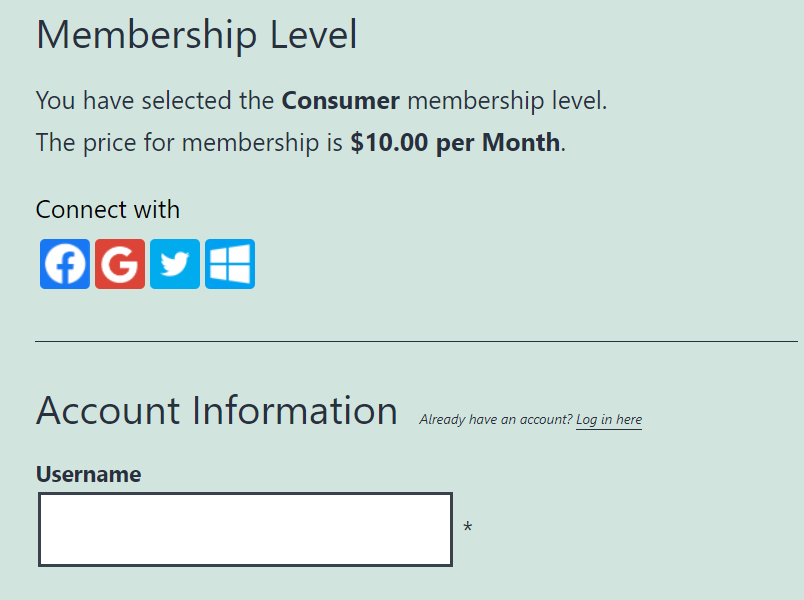 Membership Level
You have selected the Consumer membership level.
The price for membership is $10.00 per Month.
Connect with
Account Information Already have an account? Log in here
Username
*